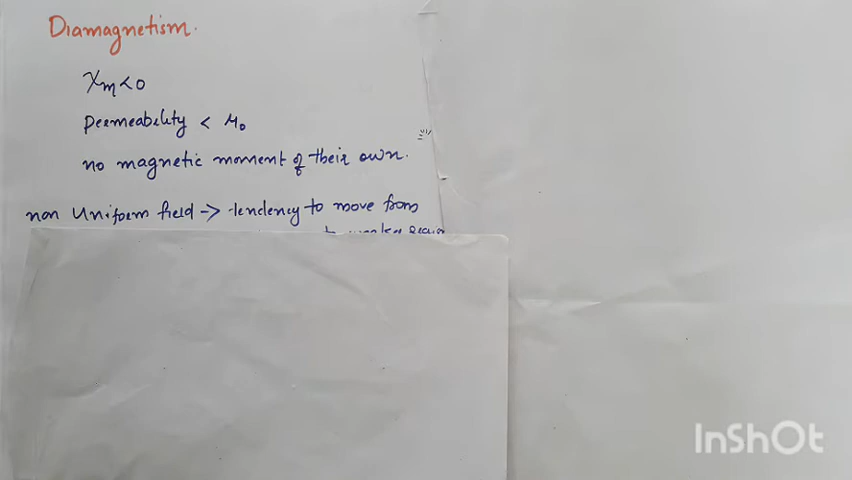 Diamagnetism.
χm<0
Permeability < μ0
no magnetic moment of their own.
non Uniform field -> tendency to move from
InShOt